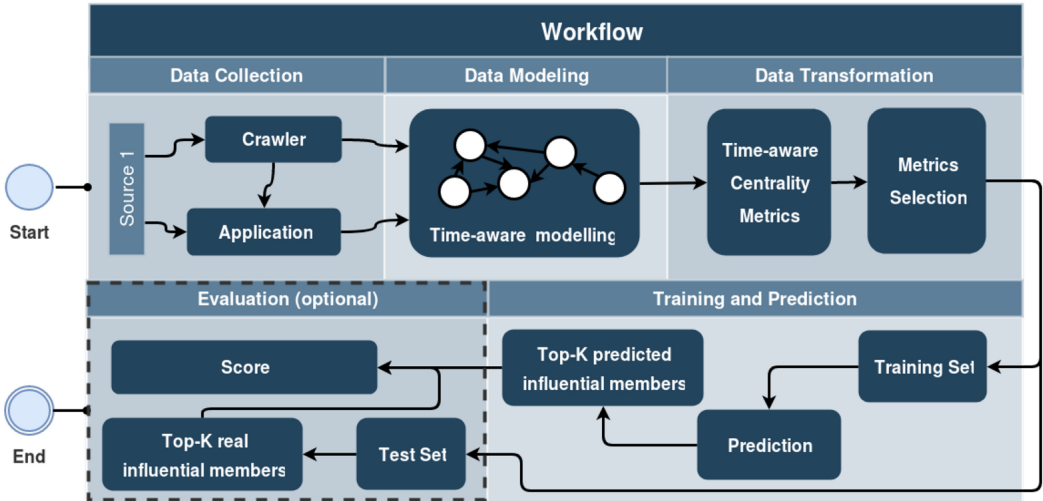 Workflow
Data Collection
Data Modeling
Data Transformation
Source 1
Crawler
Application
Time-aware modelling
Time-aware
Centrality
Metrics
Metrics
Selection
Start
Evaluation (optional)
Training and Prediction
Score
Top-K predicted
influential members
Training Set
Top-K real
influential members
Test Set
Prediction
End